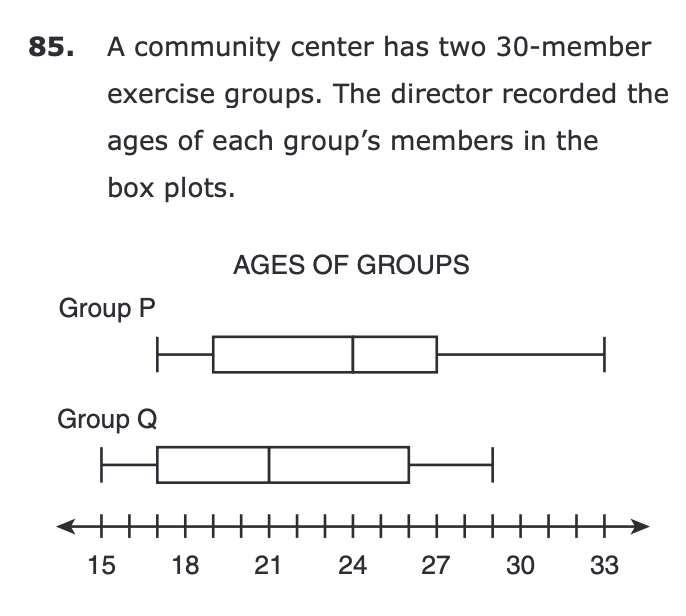 85. A community center has two 30-member
exercise groups. The director recorded the
ages of each group’s members in the
box plots.
AGES OF GROUPS
Group P
Group Q
15 18 21 24 27 30 33